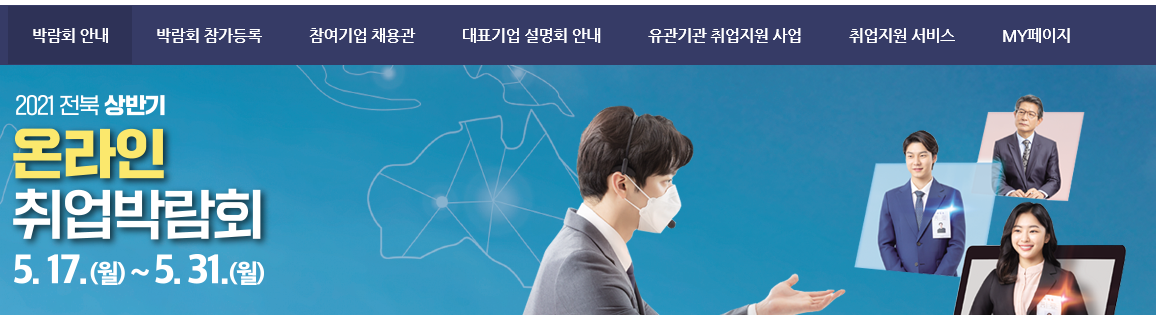 박람회 안내 박람회 참가등록 참여기업 채용관 대표기업 설명회 안내 유관기관 취업지원 사업 취업지원 서비스 MY페이지
2021 전북 상반기
온라인
취업박람회
5. 17.(월) ~ 5. 31.(월)